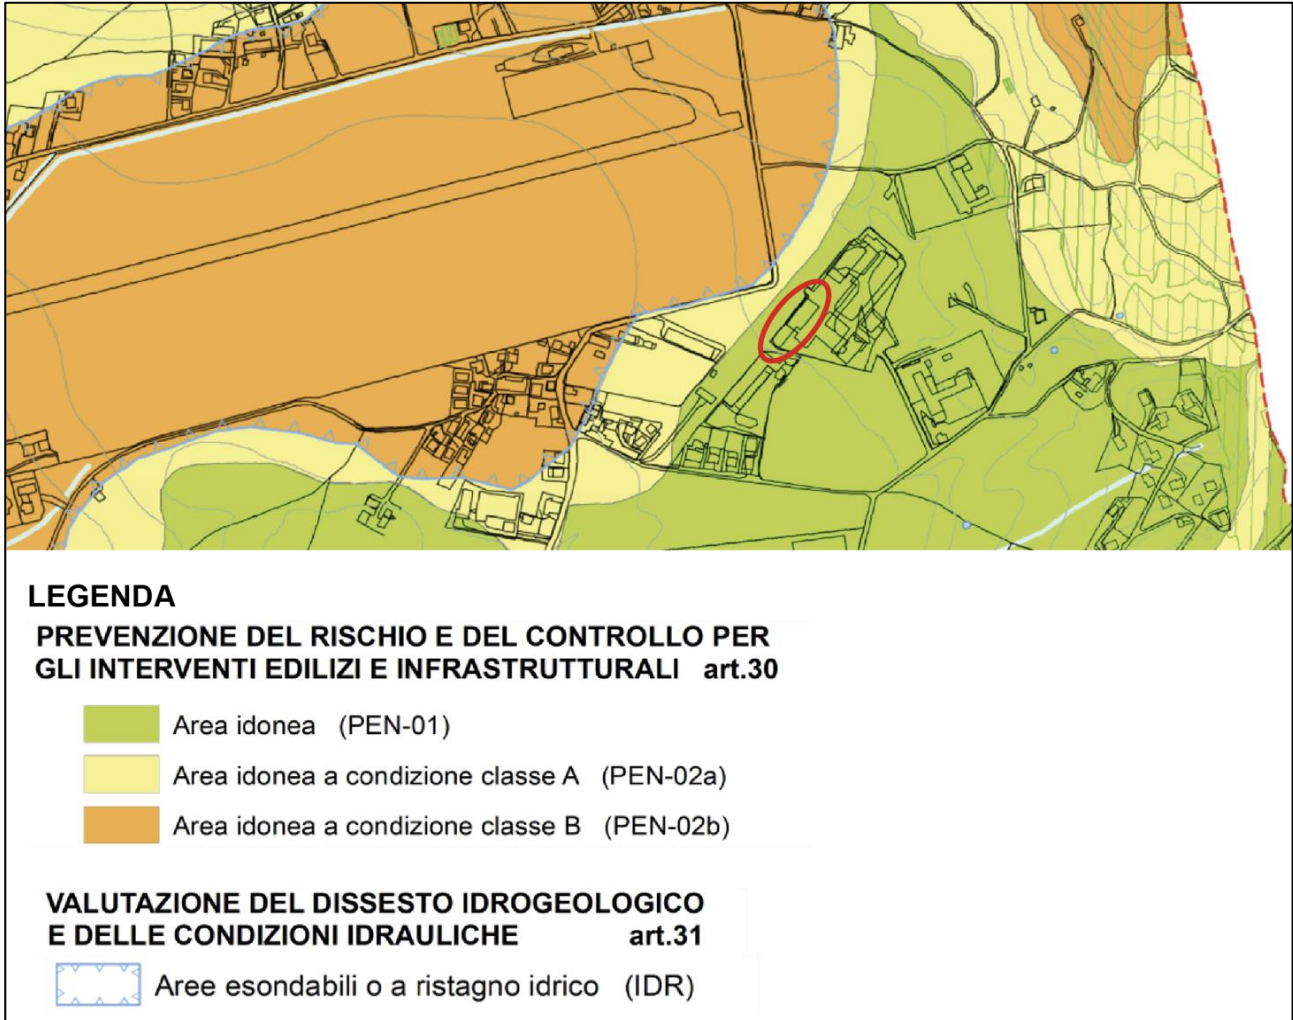 LEGENDA
PREVENZIONE DEL RISCHIO E DEL CONTROLLO PER
GLI INTERVENTI EDILIZI E INFRASTRUTTURALI art.30
Area idonea (PEN-01)
Area idonea a condizione classe A (PEN-02a)
Area idonea a condizione classe B (PEN-02b)
VALUTAZIONE DEL DISSESTO IDROGEOLOGICO
E DELLE CONDIZIONI IDRAULICHE art.31
Aree esondabili o a ristagno idrico (IDR)